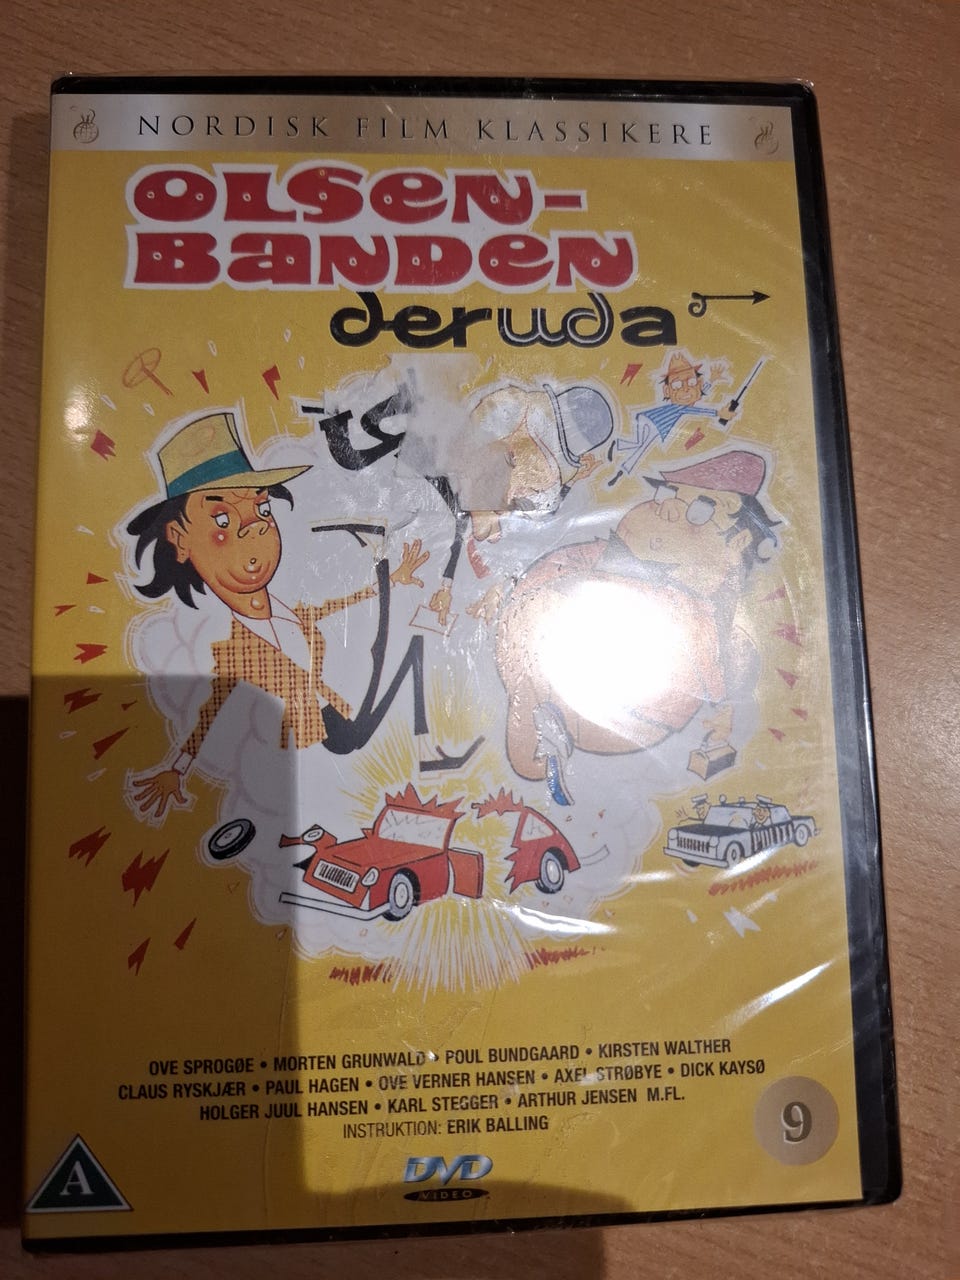 NORDISK FILM KLASSIKERE
OLSEN-
BANDEN
deruda
POLITI
OVE SPROGØE • MORTEN GRUNWALD • POUL BUNDGAARD • KIRSTEN WALTHER
CLAUS RYSKJÆR • PAUL HAGEN • OVE VERNER HANSEN • AXEL STRØBYE • DICK KAYSØ
HOLGER JUUL HANSEN • KARL STEGGER • ARTHUR JENSEN M.FL.
INSTRUKTION: ERIK BALLING
9
A
DVD
VIDEO